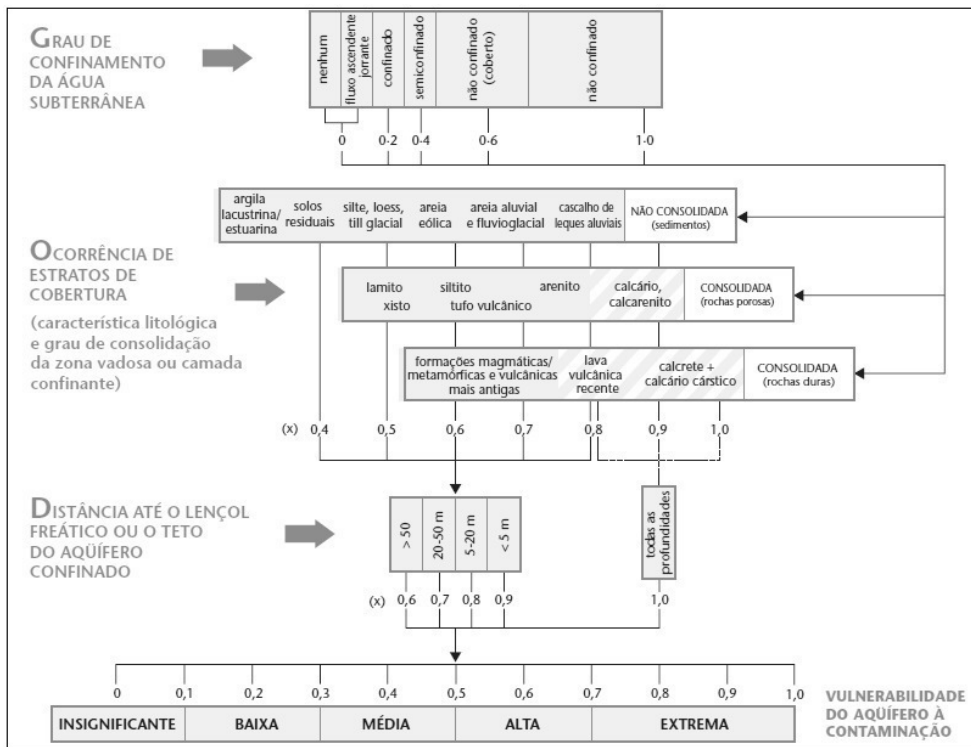 GRAU DE
CONFINAMENTO
DA ÁGUA
SUBTERRÂNEA
nenhum
fluxo ascendente
jorrante
confinado
semiconfinado
não confinado
(coberto)
não confinado
0
0·2
0·4
0·6
1·0
OCORRÊNCIA DE
ESTRATOS DE
COBERTURA
(característica litológica
e grau de consolidação
da zona vadosa ou camada
confinante)
argila
lacustrina/
estuarina
solos
residuais
silte, loess,
till glacial
areia
eólica
areia aluvial
e fluvioglacial
cascalho de
leques aluviais
NÃO CONSOLIDADA
(sedimentos)
lamito
xisto
siltito
tufo vulcânico
arenito
calcário,
calcarenito
CONSOLIDADA
(rochas porosas)
formações magmáticas/
metamórficas e vulcânicas
mais antigas
lava
vulcânica
recente
calcrete +
calcário cárstico
CONSOLIDADA
(rochas duras)
(x) 0,4 0,5 0,6 0,7 0,8 0,9 1,0
DISTÂNCIA ATÉ O LENÇOL
FREÁTICO OU O TETO
DO AQÜÍFERO
CONFINADO
> 50
20-50 m
5-20 m
< 5 m
todas as
profundidades
(x) 0,6 0,7 0,8 0,9 1,0
0 0,1 0,2 0,3 0,4 0,5 0,6 0,7 0,8 0,9 1,0
INSIGNIFICANTE BAIXA MÉDIA ALTA EXTREMA
VULNERABILIDADE
DO AQÜÍFERO À
CONTAMINAÇÃO